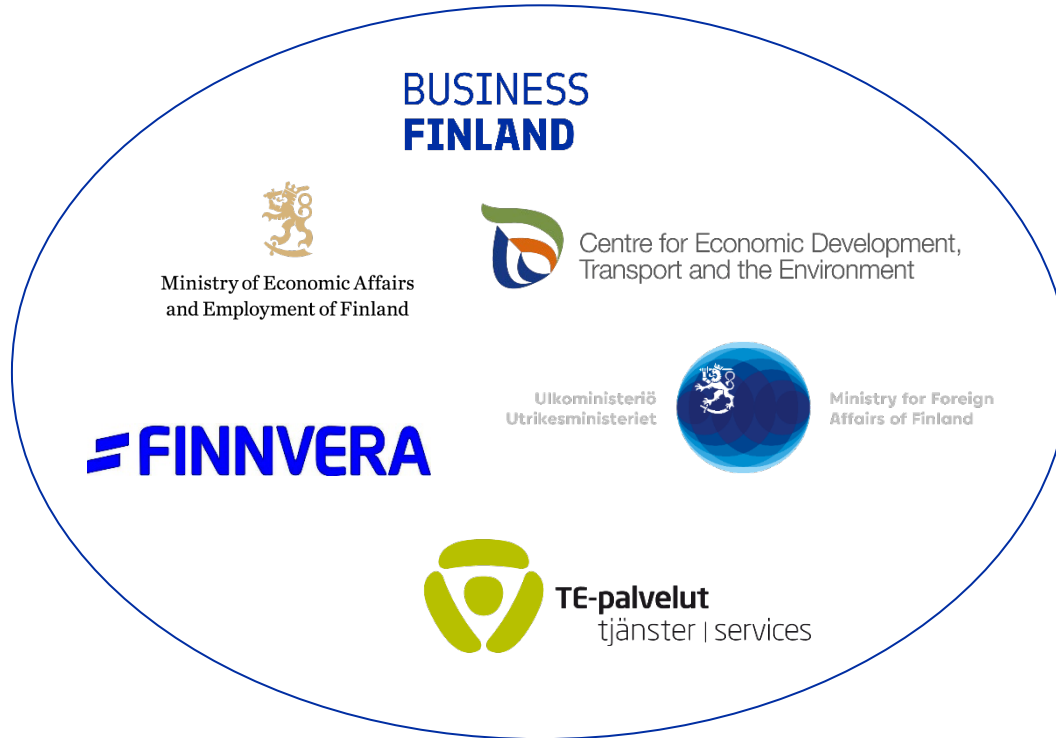 BUSINESS
FINLAND
Ministry of Economic Affairs
and Employment of Finland
Centre for Economic Development,
Transport and the Environment
Ulkoministeriö
Utrikesministeriet
Ministry for Foreign
Affairs of Finland
FINNVERA
TE-palvelut
tjänster | services